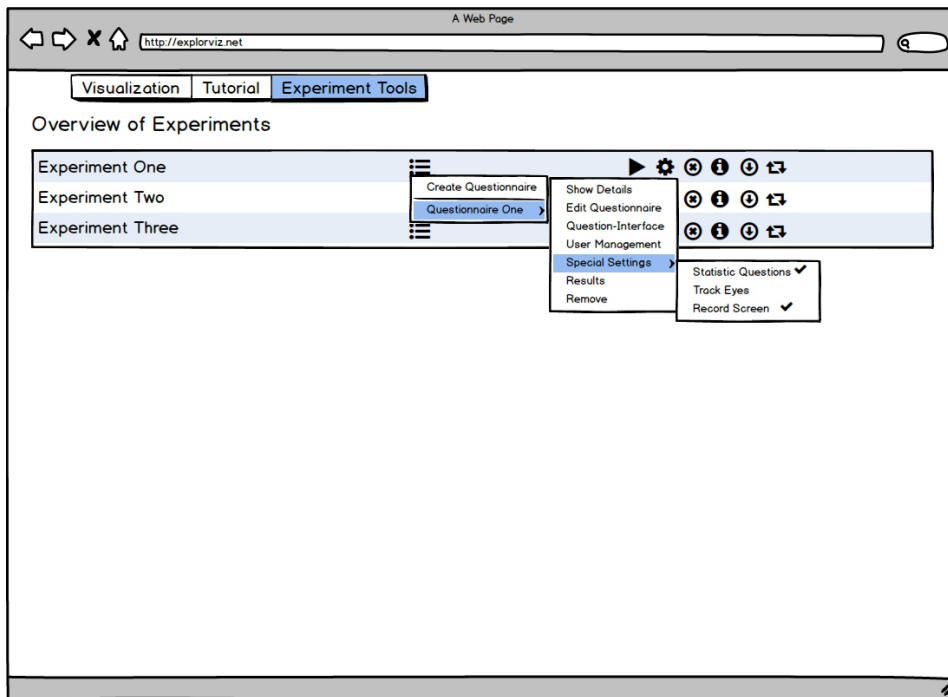 A Web Page
http://explorviz.net
Visualization Tutorial Experiment Tools
Overview of Experiments
Experiment One
Experiment Two
Experiment Three
Create Questionnaire
Questionnaire One
Show Details
Edit Questionnaire
Question-Interface
User Management
Special Settings
Results
Remove
Statistic Questions
Track Eyes
Record Screen